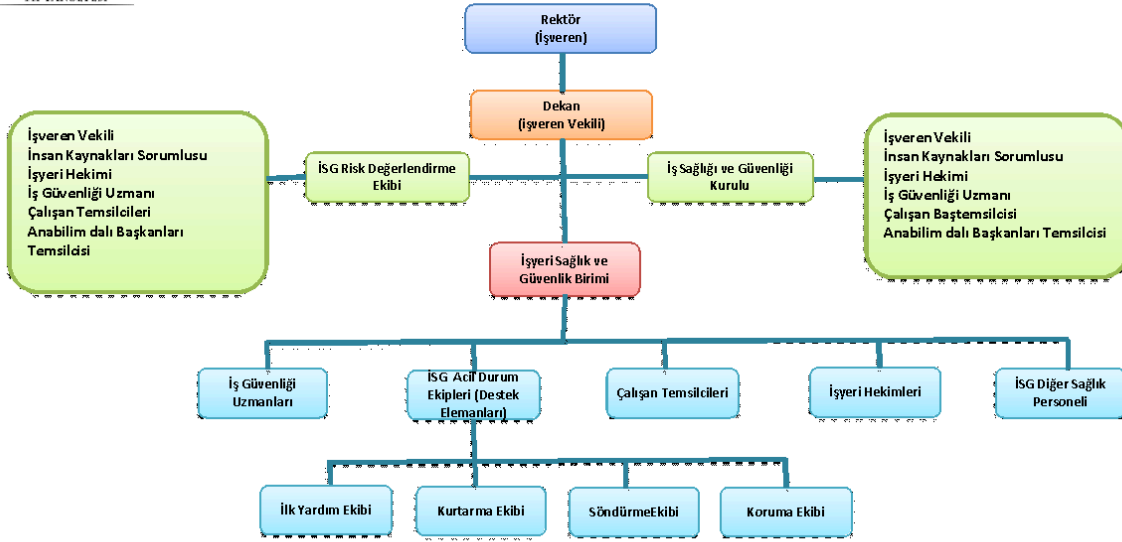 Rektör
(İşveren)
Dekan
(işveren Vekili)
İşveren Vekili
İnsan Kaynakları Sorumlusu
İşyeri Hekimi
İş Güvenliği Uzmanı
Çalışan Temsilcileri
Anabilim dalı Başkanları
Temsilcisi
İSG Risk Değerlendirme
Ekibi
İş Sağlığı ve Güvenliği
Kurulu
İşveren Vekili
İnsan Kaynakları Sorumlusu
İşyeri Hekimi
İş Güvenliği Uzmanı
Çalışan Baştemsilcisi
Anabilim dalı Başkanları Temsilcisi
İşyeri Sağlık ve
Güvenlik Birimi
İş Güvenliği
Uzmanları
İSG Acil Durum
Ekipleri (Destek
Elemanları)
Çalışan Temsilcileri
İşyeri Hekimleri
İSG Diğer Sağlık
Personeli
İlk Yardım Ekibi
Kurtarma Ekibi
SöndürmeEkibi
Koruma Ekibi